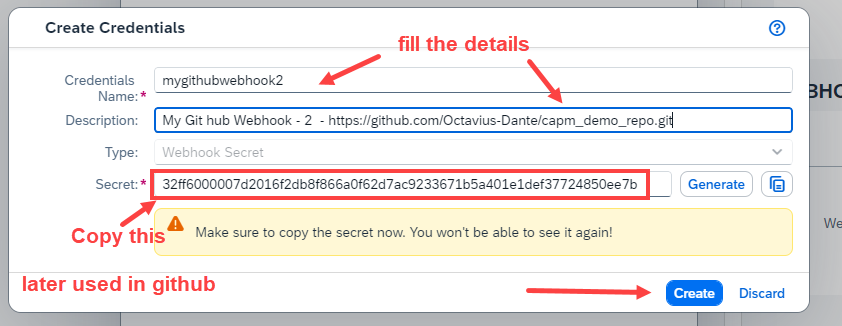 Create Credentials
fill the details
Credentials Name:* mygithubwebhook2
Description: My Git hub Webhook - 2 - https://github.com/Octavius-Dante/capm_demo_repo.git
Type: Webhook Secret
Secret:* 32ff6000007d2016f2db8f866a0f62d7ac9233671b5a401e1def37724850ee7b Generate
Copy this
Make sure to copy the secret now. You won't be able to see it again!
later used in github
Create Discard
BHO
We